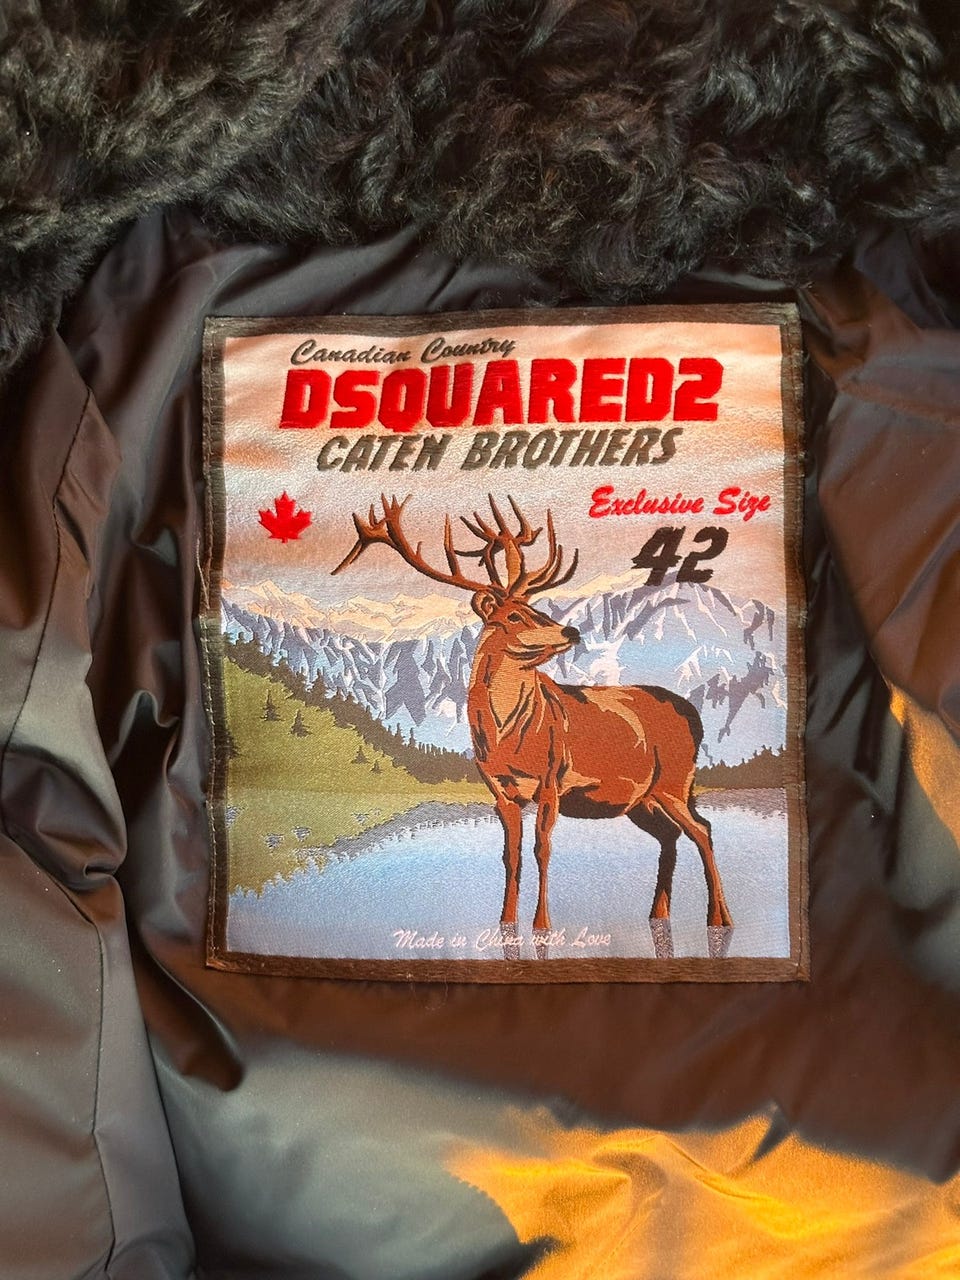 Canadian Country
DSQUARED2
CATEN BROTHERS
Exclusive Size
42
Made in China with Love